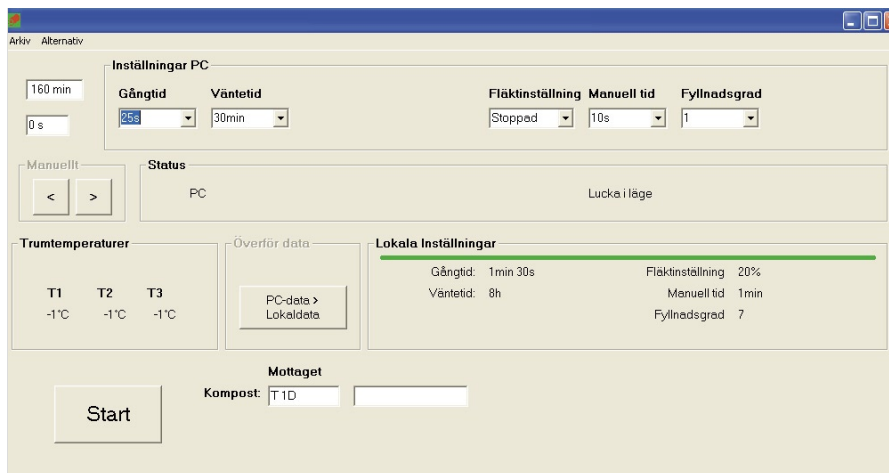 Arkiv Alternativ
Inställningar PC
160 min
0 s
Gångtid Väntetid Fläktinställning Manuell tid Fyllnadsgrad
25s 30min Stoppad 10s 1
Manuellt
< >
Status
PC Lucka i läge
Trumtemperaturer
T1 T2 T3
-1°C -1°C -1°C
Överför data
PC-data >
Lokaldata
Lokala Inställningar
Gångtid: 1min 30s Fläktinställning 20%
Väntetid: 8h Manuell tid 1min
Fyllnadsgrad 7
Start
Mottaget
Kompost: T1D